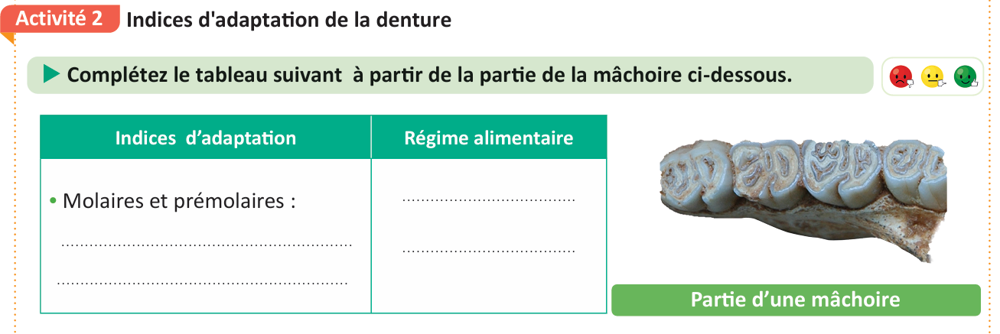 Activité 2 Indices d'adaptation de la denture
Complétez le tableau suivant à partir de la partie de la mâchoire ci-dessous.
Indices d’adaptation Régime alimentaire
• Molaires et prémolaires :
Partie d’une mâchoire